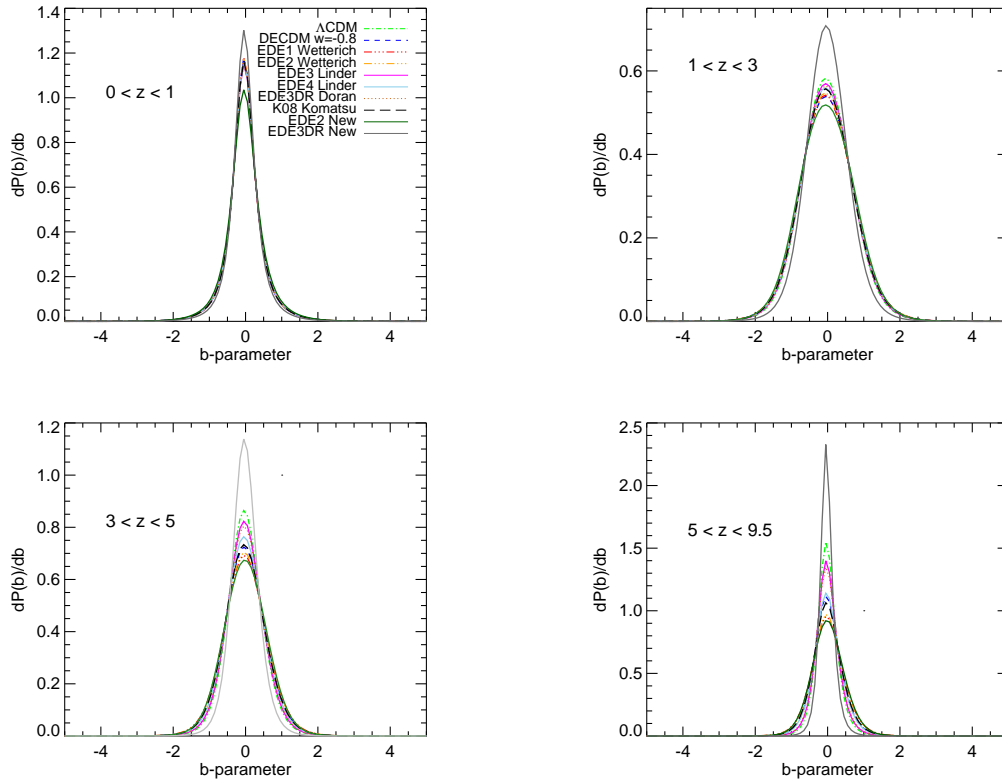 1.4
1.2
1.0
0.8
0.6
0.4
0.2
0.0
dP(b)/db
0 < z < 1
ΛCDM
DECDM w=-0.8
EDE1 Wetterich
EDE2 Wetterich
EDE3 Linder
EDE4 Linder
EDE3DR Doran
K08 Komatsu
EDE2 New
EDE3DR New
-4 -2 0 2 4
b-parameter
0.6
0.4
0.2
0.0
dP(b)/db
1 < z < 3
-4 -2 0 2 4
b-parameter
1.2
1.0
0.8
0.6
0.4
0.2
0.0
dP(b)/db
3 < z < 5
-4 -2 0 2 4
b-parameter
2.5
2.0
1.5
1.0
0.5
0.0
dP(b)/db
5 < z < 9.5
-4 -2 0 2 4
b-parameter